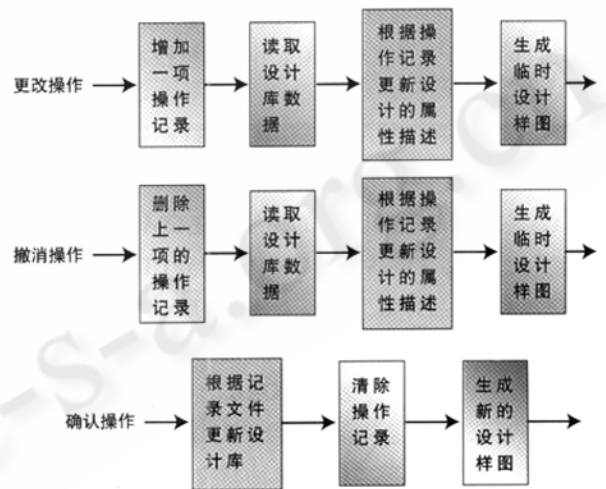 更改操作
增加
一项
操作
记录
读取
设计
库数
据
根据操
作记录
更新设
计的属
性描述
生成
临时
设计
样图
撤消操作
删除
上一
项的
操作
记录
读取
设计
库数
据
根据操
作记录
更新设
计的属
性描述
生成
临时
设计
样图
确认操作
根据记
录文件
更新设
计库
清除
操作
记录
生成
新的
设计
样图